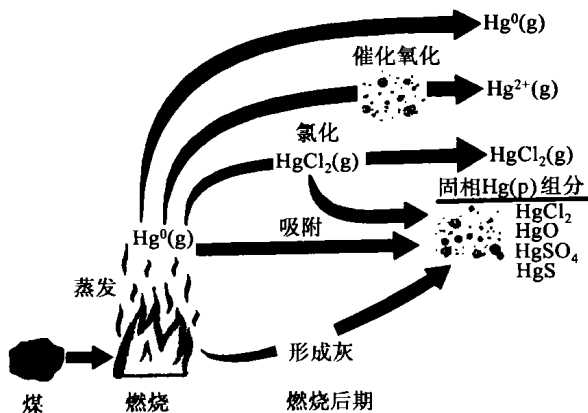 Hg⁰(g)
催化氧化
Hg²⁺(g)
氯化
HgCl₂(g)
HgCl₂(g)
固相Hg(p)组分
HgCl₂
HgO
HgSO₄
HgS
Hg⁰(g)
吸附
蒸发
形成灰
煤
燃烧
燃烧后期